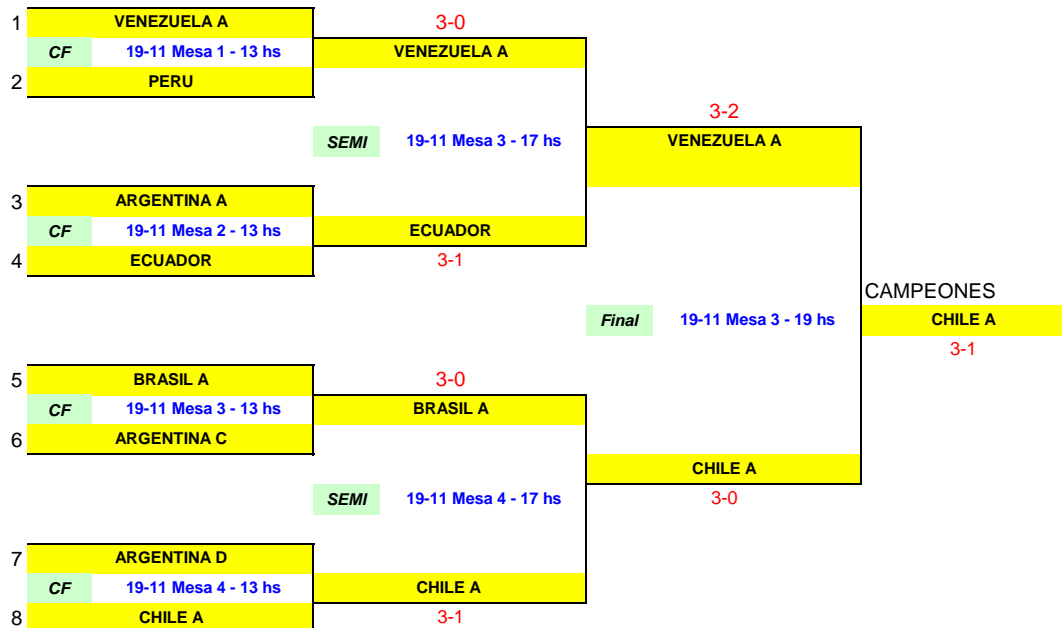 1 VENEZUELA A 3-0
CF 19-11 Mesa 1 - 13 hs VENEZUELA A
2 PERU
3-2
SEMI 19-11 Mesa 3 - 17 hs VENEZUELA A
3 ARGENTINA A
CF 19-11 Mesa 2 - 13 hs ECUADOR
4 ECUADOR 3-1
CAMPEONES
Final 19-11 Mesa 3 - 19 hs CHILE A
3-1
5 BRASIL A 3-0
CF 19-11 Mesa 3 - 13 hs BRASIL A
6 ARGENTINA C
CHILE A
SEMI 19-11 Mesa 4 - 17 hs 3-0
7 ARGENTINA D
CF 19-11 Mesa 4 - 13 hs CHILE A
8 CHILE A 3-1